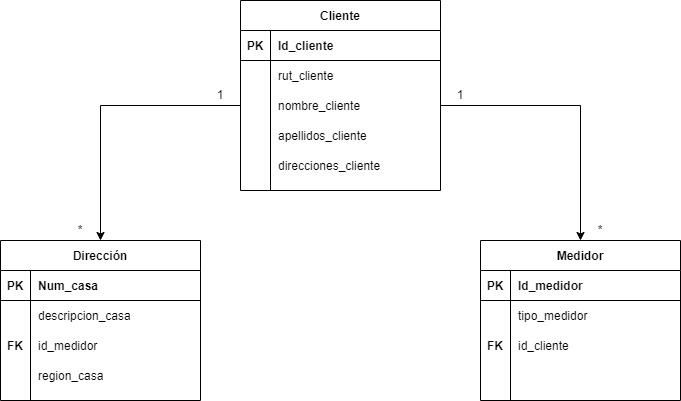 Cliente
PK Id_cliente
rut_cliente
nombre_cliente
apellidos_cliente
direcciones_cliente
1
1
*
*
Dirección
PK Num_casa
descripcion_casa
FK id_medidor
region_casa
Medidor
PK Id_medidor
tipo_medidor
FK id_cliente